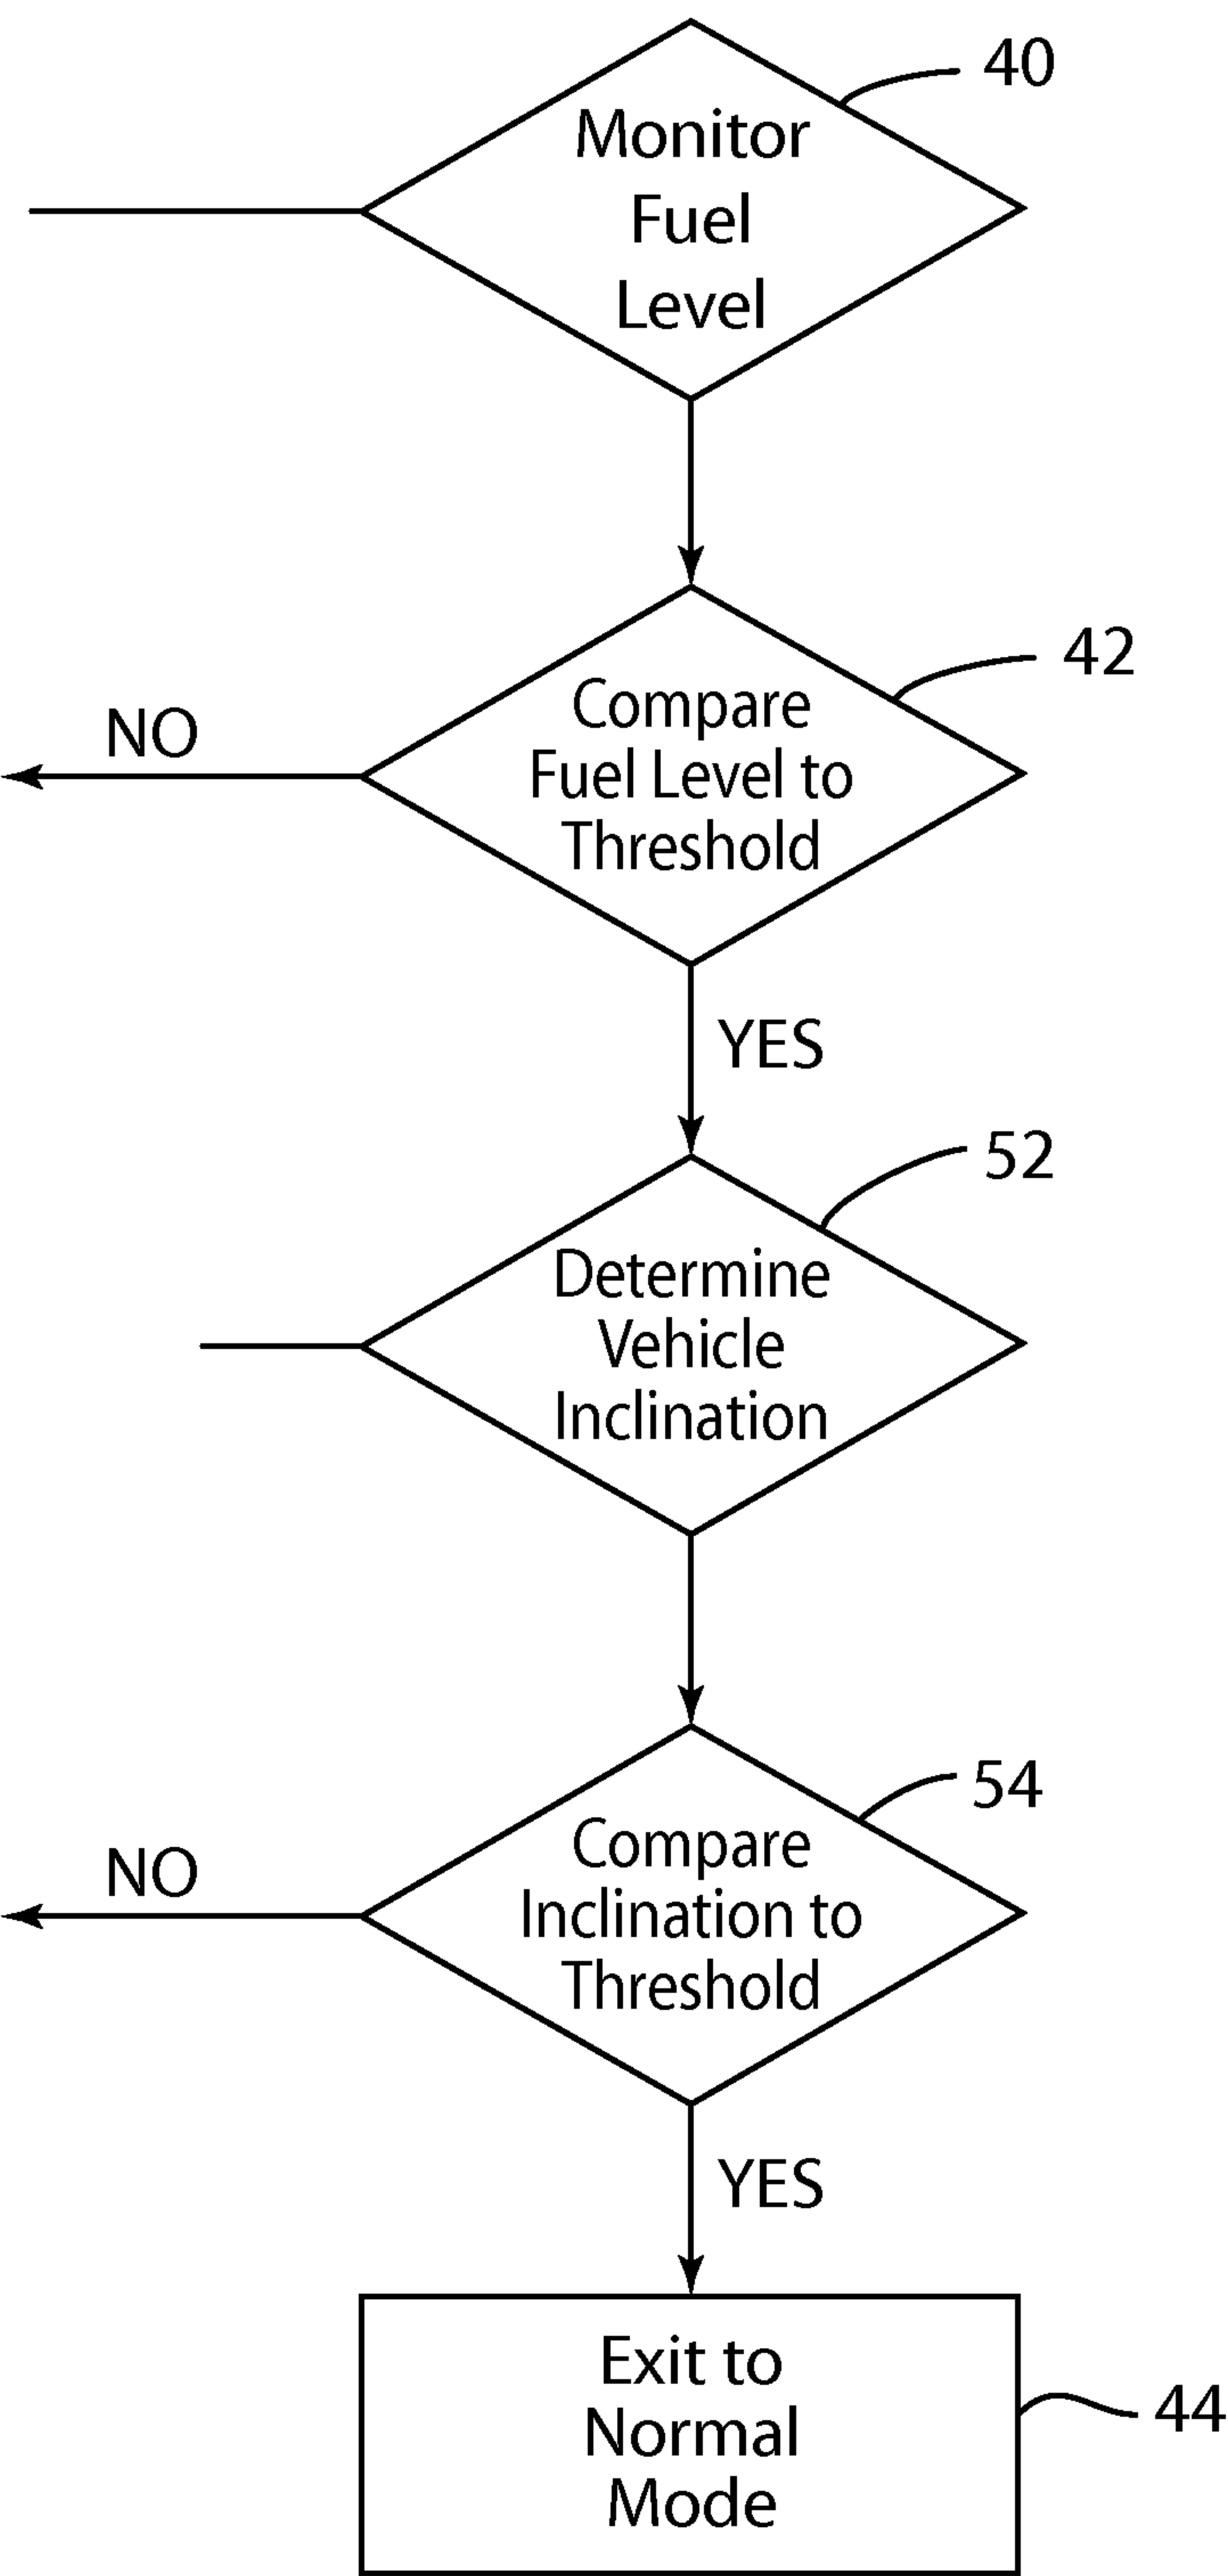 40
Monitor
Fuel
Level
42
Compare
Fuel Level to
Threshold
NO
YES
52
Determine
Vehicle
Inclination
54
Compare
Inclination to
Threshold
NO
YES
Exit to
Normal
Mode
44